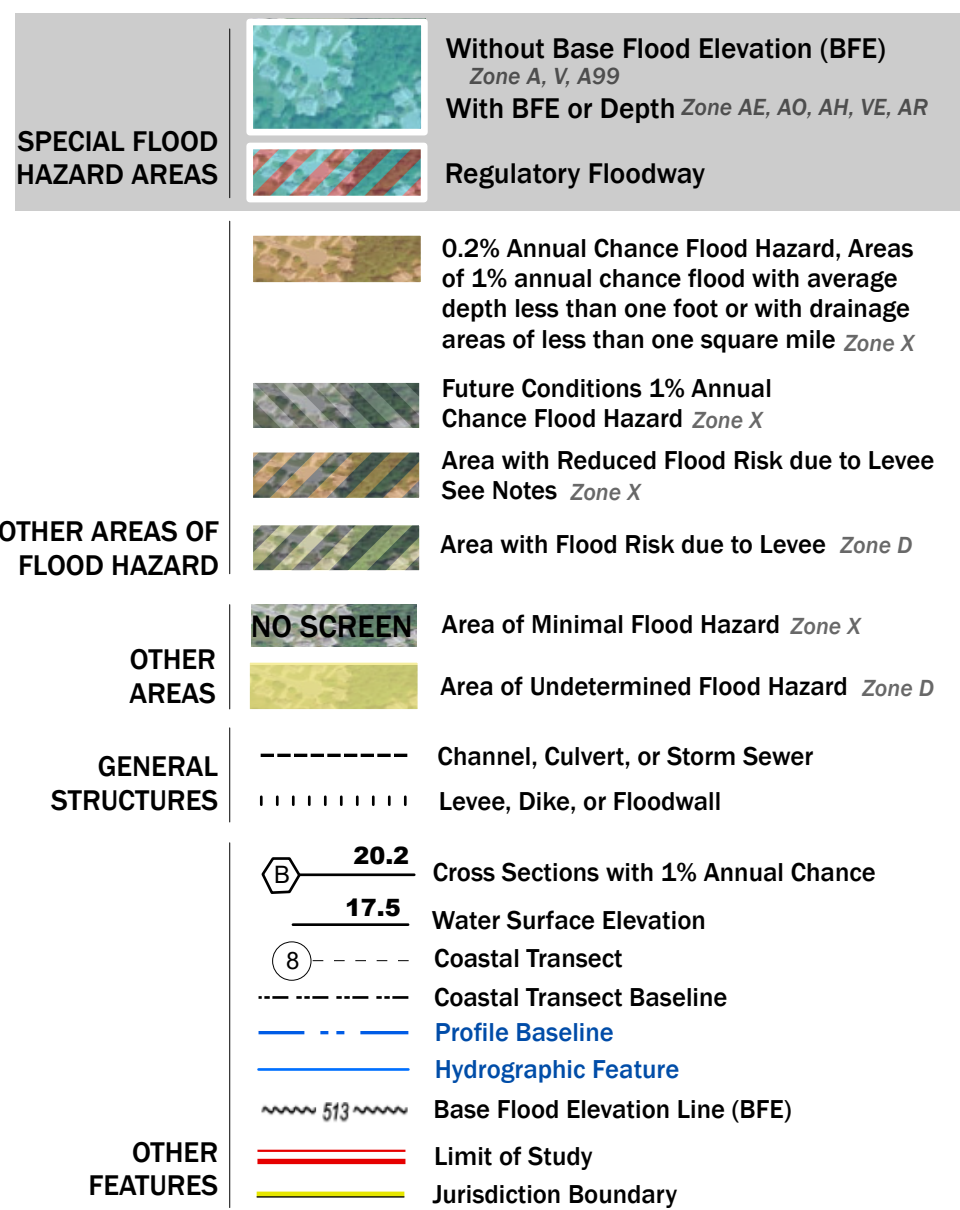 SPECIAL FLOOD
HAZARD AREAS
Without Base Flood Elevation (BFE)
Zone A, V, A99
With BFE or Depth Zone AE, AO, AH, VE, AR
Regulatory Floodway
OTHER AREAS OF
FLOOD HAZARD
0.2% Annual Chance Flood Hazard, Areas
of 1% annual chance flood with average
depth less than one foot or with drainage
areas of less than one square mile Zone X
Future Conditions 1% Annual
Chance Flood Hazard Zone X
Area with Reduced Flood Risk due to Levee
See Notes Zone X
Area with Flood Risk due to Levee Zone D
OTHER
AREAS
NO SCREEN Area of Minimal Flood Hazard Zone X
Area of Undetermined Flood Hazard Zone D
GENERAL
STRUCTURES
Channel, Culvert, or Storm Sewer
Levee, Dike, or Floodwall
OTHER
FEATURES
B 20.2 Cross Sections with 1% Annual Chance
17.5 Water Surface Elevation
8 Coastal Transect
Coastal Transect Baseline
Profile Baseline
Hydrographic Feature
513 Base Flood Elevation Line (BFE)
Limit of Study
Jurisdiction Boundary